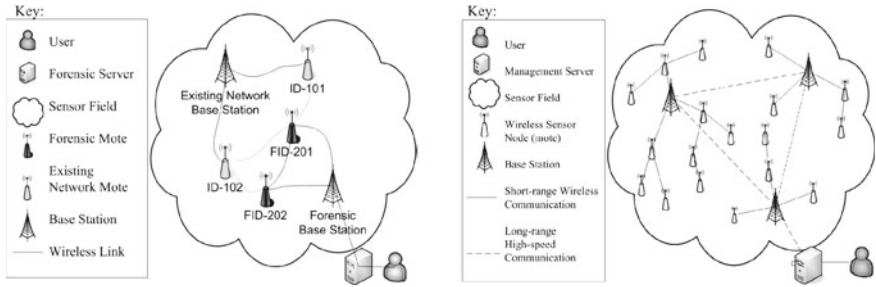 Key:
User
Forensic Server
Sensor Field
Forensic Mote
Existing
Network Mote
Base Station
Wireless Link
Existing Network
Base Station
ID-101
FID-201
ID-102
FID-202
Forensic
Base Station
Key:
User
Management Server
Sensor Field
Wireless Sensor
Node (mote)
Base Station
Short-range Wireless
Communication
Long-range
High-speed
Communication